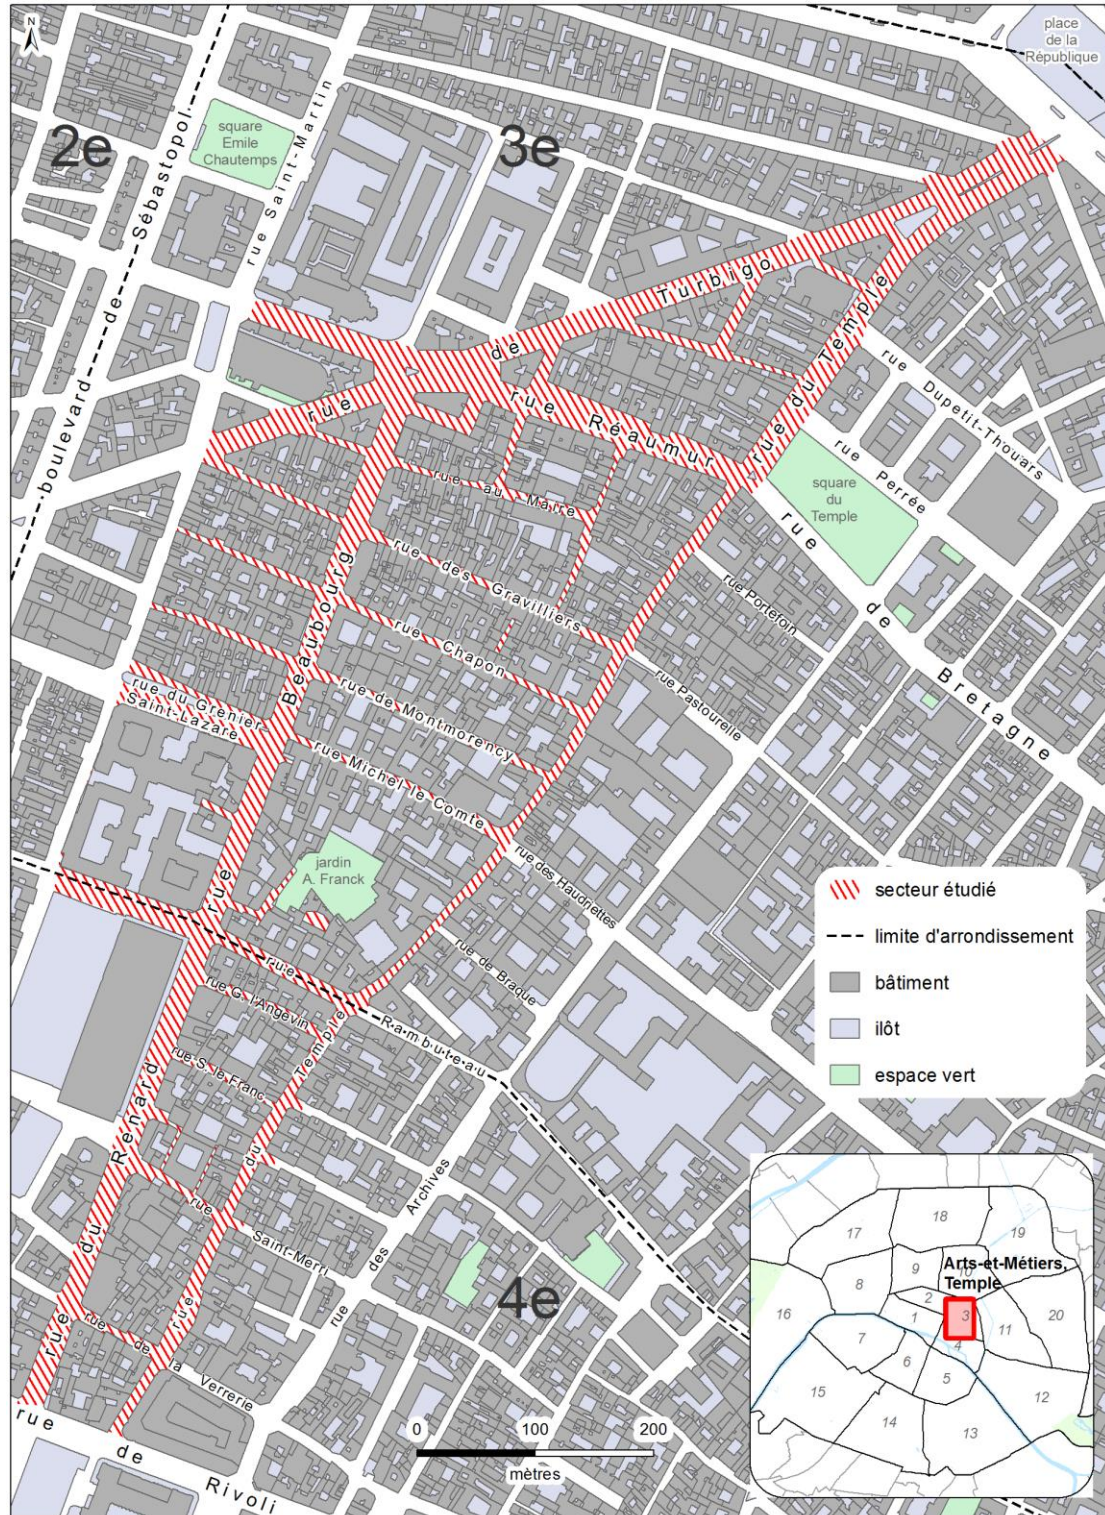 N
place
de la
République
2e
3e
square
Emile
Chautemps
rue Saint-Martin
boulevard de Sébastopol
rue de Turbigo
rue Réaumur
rue du Temple
rue Dupetit-Thouars
rue Perrée
square
du
Temple
rue au Maire
rue des Gravilliers
rue Portefoin
rue de Bretagne
rue Chapon
rue Pastourelle
rue Beaubourg
rue de Montmorency
rue du Grenier
Saint-Lazare
rue Michel le Comte
rue des Haudriettes
jardin
A. Franck
rue de Braque
rue Rambuteau
rue G. l'Angevin
rue S. le Franc
rue du Temple
rue du Renard
rue Saint-Merri
rue des Archives
4e
rue de la Verrerie
rue de Rivoli
secteur étudié
limite d'arrondissement
bâtiment
ilôt
espace vert
0 100 200
mètres
17
18
19
Arts-et-Métiers,
Temple
9
10
8
2
16
1
3
11
20
7
4
6
5
15
12
14
13